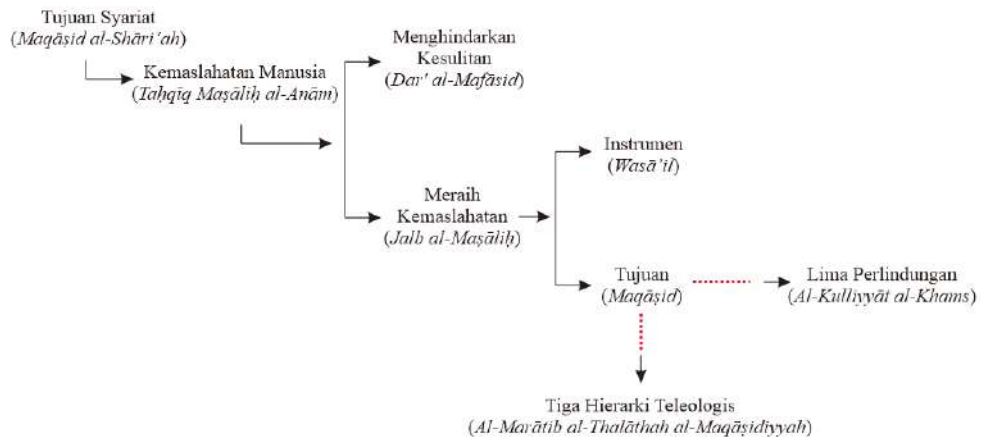 Tujuan Syariat
(Maqāṣid al-Shāri'ah)
Kemaslahatan Manusia
(Taḥqīq Maṣāliḥ al-Anām)
Menghindarkan
Kesulitan
(Dar' al-Mafāsid)
Meraih
Kemaslahatan
(Jalb al-Maṣāliḥ)
Instrumen
(Wasā'il)
Tujuan
(Maqāṣid)
Lima Perlindungan
(Al-Kulliyyāt al-Khams)
Tiga Hierarki Teleologis
(Al-Marātib al-Thalāthah al-Maqāṣidiyyah)